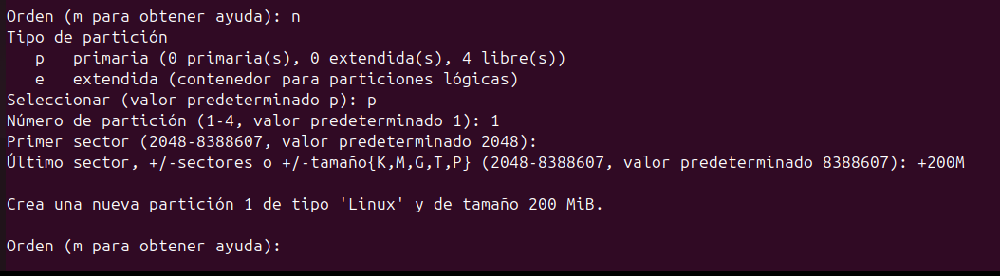 Orden (m para obtener ayuda): n
Tipo de partición
   p   primaria (0 primaria(s), 0 extendida(s), 4 libre(s))
   e   extendida (contenedor para particiones lógicas)
Seleccionar (valor predeterminado p): p
Número de partición (1-4, valor predeterminado 1): 1
Primer sector (2048-8388607, valor predeterminado 2048):
Último sector, +/-sectores o +/-tamaño{K,M,G,T,P} (2048-8388607, valor predeterminado 8388607): +200M

Crea una nueva partición 1 de tipo 'Linux' y de tamaño 200 MiB.

Orden (m para obtener ayuda):